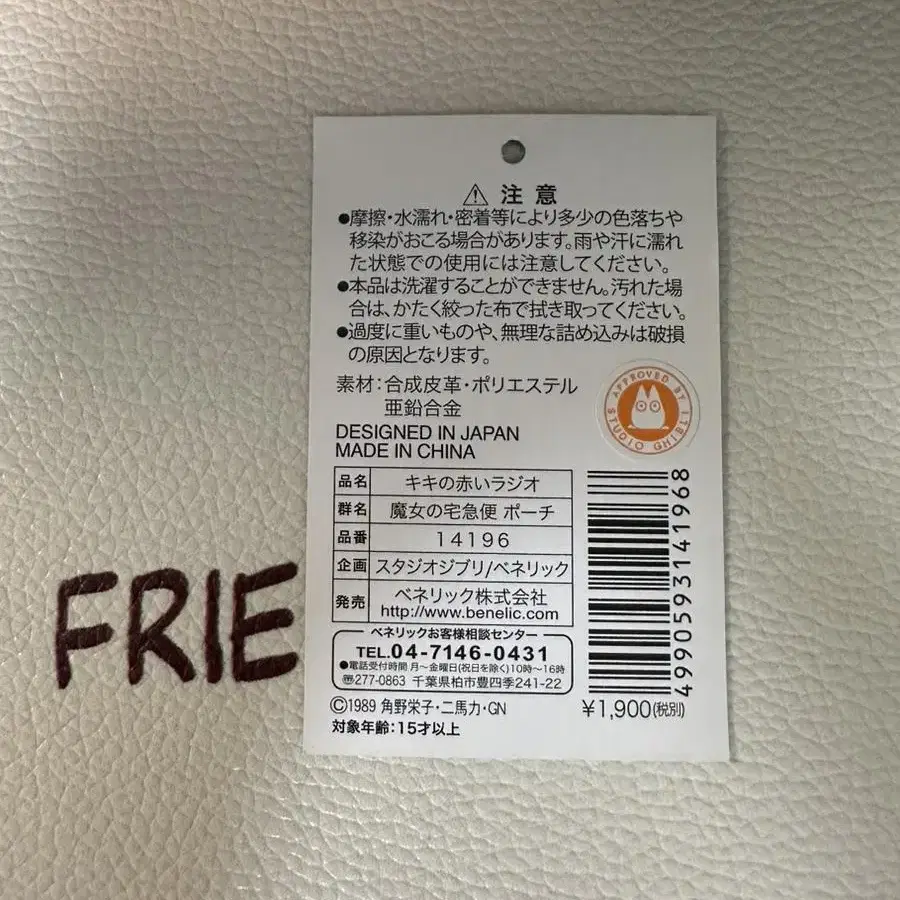 ⚠ 注意
●摩擦・水濡れ・密着等により多少の色落ちや
移染がおこる場合があります。雨や汗に濡れ
た状態での使用には注意してください。
●本品は洗濯することができません。汚れた場
合は、かたく絞った布で拭き取ってください。
●過度に重いものや、無理な詰め込みは破損
の原因となります。
素材：合成皮革・ポリエステル
亜鉛合金
DESIGNED IN JAPAN
MADE IN CHINA
APPROVED BY STUDIO GHIBLI
品名 キキの赤いラジオ
群名 魔女の宅急便 ポーチ
品番 14196
企画 スタジオジブリ/ベネリック
発売 ベネリック株式会社
http://www.benelic.com
ベネリックお客様相談センター
TEL.04-7146-0431
●電話受付時間 月〜金曜日(祝日を除く)10時〜16時
〒277-0863 千葉県柏市豊四季241-22
©1989 角野栄子・二馬力・GN
対象年齢：15才以上
4990593141968
¥1,900(税別)
FRIE